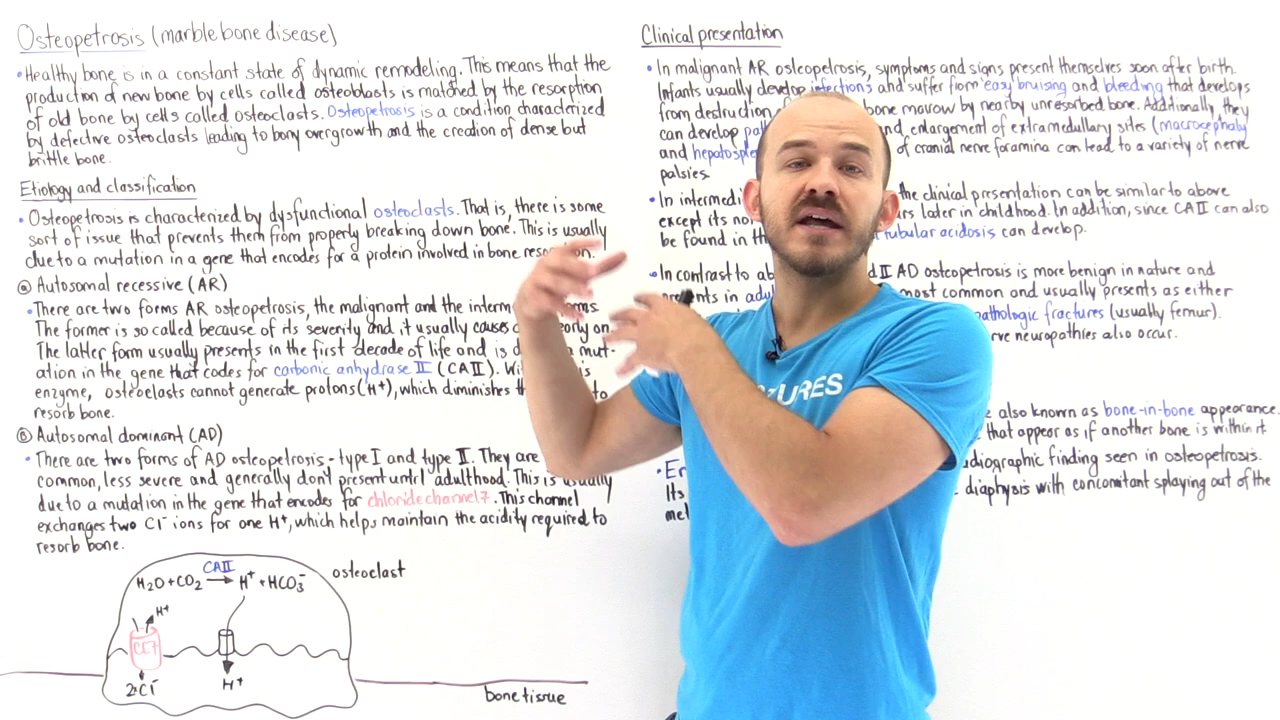 Osteopetrosis (marble bone disease)
• Healthy bone is in a constant state of dynamic remodeling. This means that the
production of new bone by cells called osteoblasts is matched by the resorption
of old bone by cells called osteoclasts. Osteopetrosis is a condition characterized
by defective osteoclasts leading to bony overgrowth and the creation of dense but
brittle bone.
Etiology and classification
• Osteopetrosis is characterized by dysfunctional osteoclasts. That is, there is some
sort of issue that prevents them from properly breaking down bone. This is usually
due to a mutation in a gene that encodes for a protein involved in bone
Ⓐ Autosomal recessive (AR)
• There are two forms AR osteopetrosis, the malignant and the
The former is so called because of its severity and it usually causes
The latter form usually presents in the first decade of life and is mut-
ation in the gene that codes for carbonic anhydrase II (CAII).
enzyme, osteoclasts cannot generate protons (H+), which diminishes to
resorb bone.
Ⓑ Autosomal dominant (AD)
• There are two forms of AD osteopetrosis - type I and type II. They are
common, less severe and generally don't present until adulthood. This is usually
due to a mutation in the gene that encodes for chloride channel 7. This channel
exchanges two Cl⁻ ions for one H+, which helps maintain the acidity required to
resorb bone.
CAII
H₂O + CO₂ → H+ + HCO₃⁻
osteoclast
H+
CC7
2Cl⁻
H+
bone tissue
Clinical presentation
• In malignant AR osteopetrosis, symptoms and signs present themselves soon after birth.
Infants usually develop infections and suffer from easy bruising and bleeding that develops
from destruction bone marrow by nearby unresorbed bone. Additionally, they
can develop enlargement of extramedullary sites (macrocephaly
and of cranial nerve foramina can lead to a variety of nerve
palsies.
• In the clinical presentation can be similar to above
except its later in childhood. In addition, since CAII can also
be found in tubular acidosis can develop.
• In contrast to II AD osteopetrosis is more benign in nature and
in most common and usually presents as either
pathologic fractures (usually femur).
neuropathies also occur.
also known as bone-in-bone appearance.
that appear as if another bone is within it
• radiographic finding seen in osteopetrosis.
Its diaphysis with concomitant splaying out of the
URES